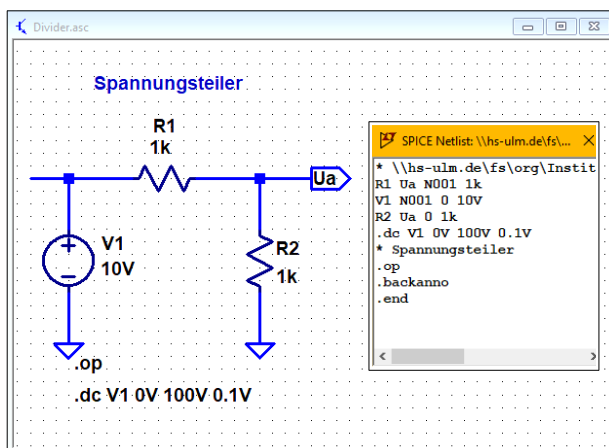 Divider.asc
Spannungsteiler
R1
1k
Ua
V1
10V
R2
1k
.op
.dc V1 0V 100V 0.1V
SPICE Netlist: \\hs-ulm.de\fs\...
* \\hs-ulm.de\fs\org\Instit
R1 Ua N001 1k
V1 N001 0 10V
R2 Ua 0 1k
.dc V1 0V 100V 0.1V
* Spannungsteiler
.op
.backanno
.end